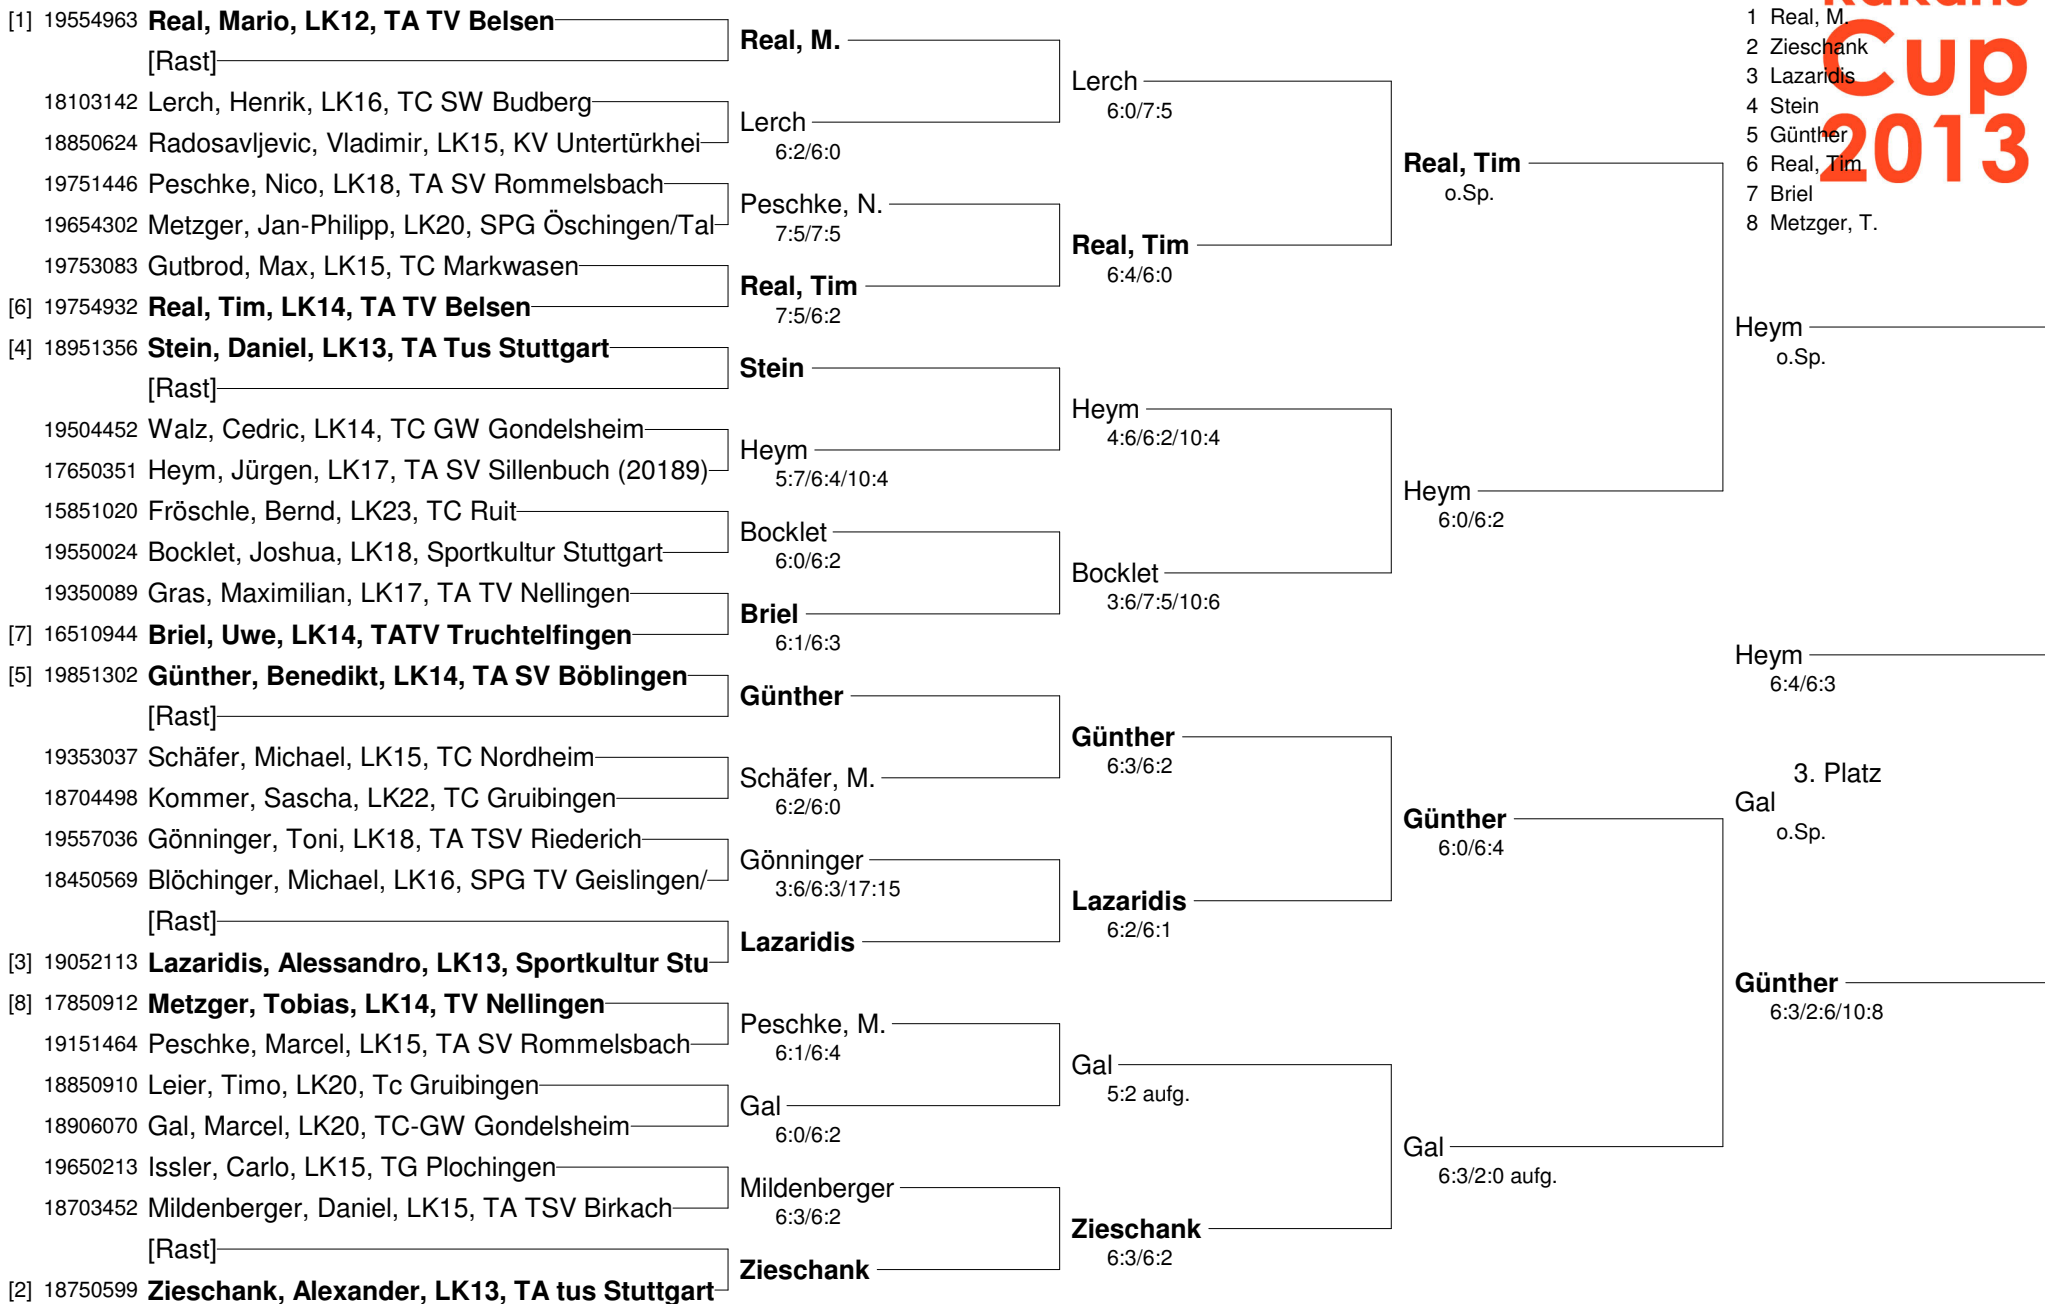 [1] 19554963 Real, Mario, LK12, TA TV Belsen
[Rast]
18103142 Lerch, Henrik, LK16, TC SW Budberg
18850624 Radosavljevic, Vladimir, LK15, KV Untertürkhei
19751446 Peschke, Nico, LK18, TA SV Rommelsbach
19654302 Metzger, Jan-Philipp, LK20, SPG Öschingen/Tal
19753083 Gutbrod, Max, LK15, TC Markwasen
[6] 19754932 Real, Tim, LK14, TA TV Belsen
[4] 18951356 Stein, Daniel, LK13, TA Tus Stuttgart
[Rast]
19504452 Walz, Cedric, LK14, TC GW Gondelsheim
17650351 Heym, Jürgen, LK17, TA SV Sillenbuch (20189)
15851020 Fröschle, Bernd, LK23, TC Ruit
19550024 Bocklet, Joshua, LK18, Sportkultur Stuttgart
19350089 Gras, Maximilian, LK17, TA TV Nellingen
[7] 16510944 Briel, Uwe, LK14, TATV Truchtelfingen
[5] 19851302 Günther, Benedikt, LK14, TA SV Böblingen
[Rast]
19353037 Schäfer, Michael, LK15, TC Nordheim
18704498 Kommer, Sascha, LK22, TC Gruibingen
19557036 Gönninger, Toni, LK18, TA TSV Riederich
18450569 Blöchinger, Michael, LK16, SPG TV Geislingen/
[Rast]
[3] 19052113 Lazaridis, Alessandro, LK13, Sportkultur Stu
[8] 17850912 Metzger, Tobias, LK14, TV Nellingen
19151464 Peschke, Marcel, LK15, TA SV Rommelsbach
18850910 Leier, Timo, LK20, Tc Gruibingen
18906070 Gal, Marcel, LK20, TC-GW Gondelsheim
19650213 Issler, Carlo, LK15, TG Plochingen
18703452 Mildenberger, Daniel, LK15, TA TSV Birkach
[Rast]
[2] 18750599 Zieschank, Alexander, LK13, TA tus Stuttgart
Real, M.
Lerch
6:2/6:0
Peschke, N.
7:5/7:5
Real, Tim
7:5/6:2
Stein
Heym
5:7/6:4/10:4
Bocklet
6:0/6:2
Briel
6:1/6:3
Günther
Schäfer, M.
6:2/6:0
Gönninger
3:6/6:3/17:15
Lazaridis
Peschke, M.
6:1/6:4
Gal
6:0/6:2
Mildenberger
6:3/6:2
Zieschank
Lerch
6:0/7:5
Real, Tim
6:4/6:0
Heym
4:6/6:2/10:4
Bocklet
3:6/7:5/10:6
Günther
6:3/6:2
Lazaridis
6:2/6:1
Gal
5:2 aufg.
Zieschank
6:3/6:2
Real, Tim
o.Sp.
Heym
6:0/6:2
Günther
6:0/6:4
Gal
6:3/2:0 aufg.
1 Real, M.
2 Zieschank
3 Lazaridis
4 Stein
5 Günther
6 Real, Tim
7 Briel
8 Metzger, T.
Cup
2013
Heym
o.Sp.
Heym
6:4/6:3
3. Platz
Gal
o.Sp.
Günther
6:3/2:6/10:8